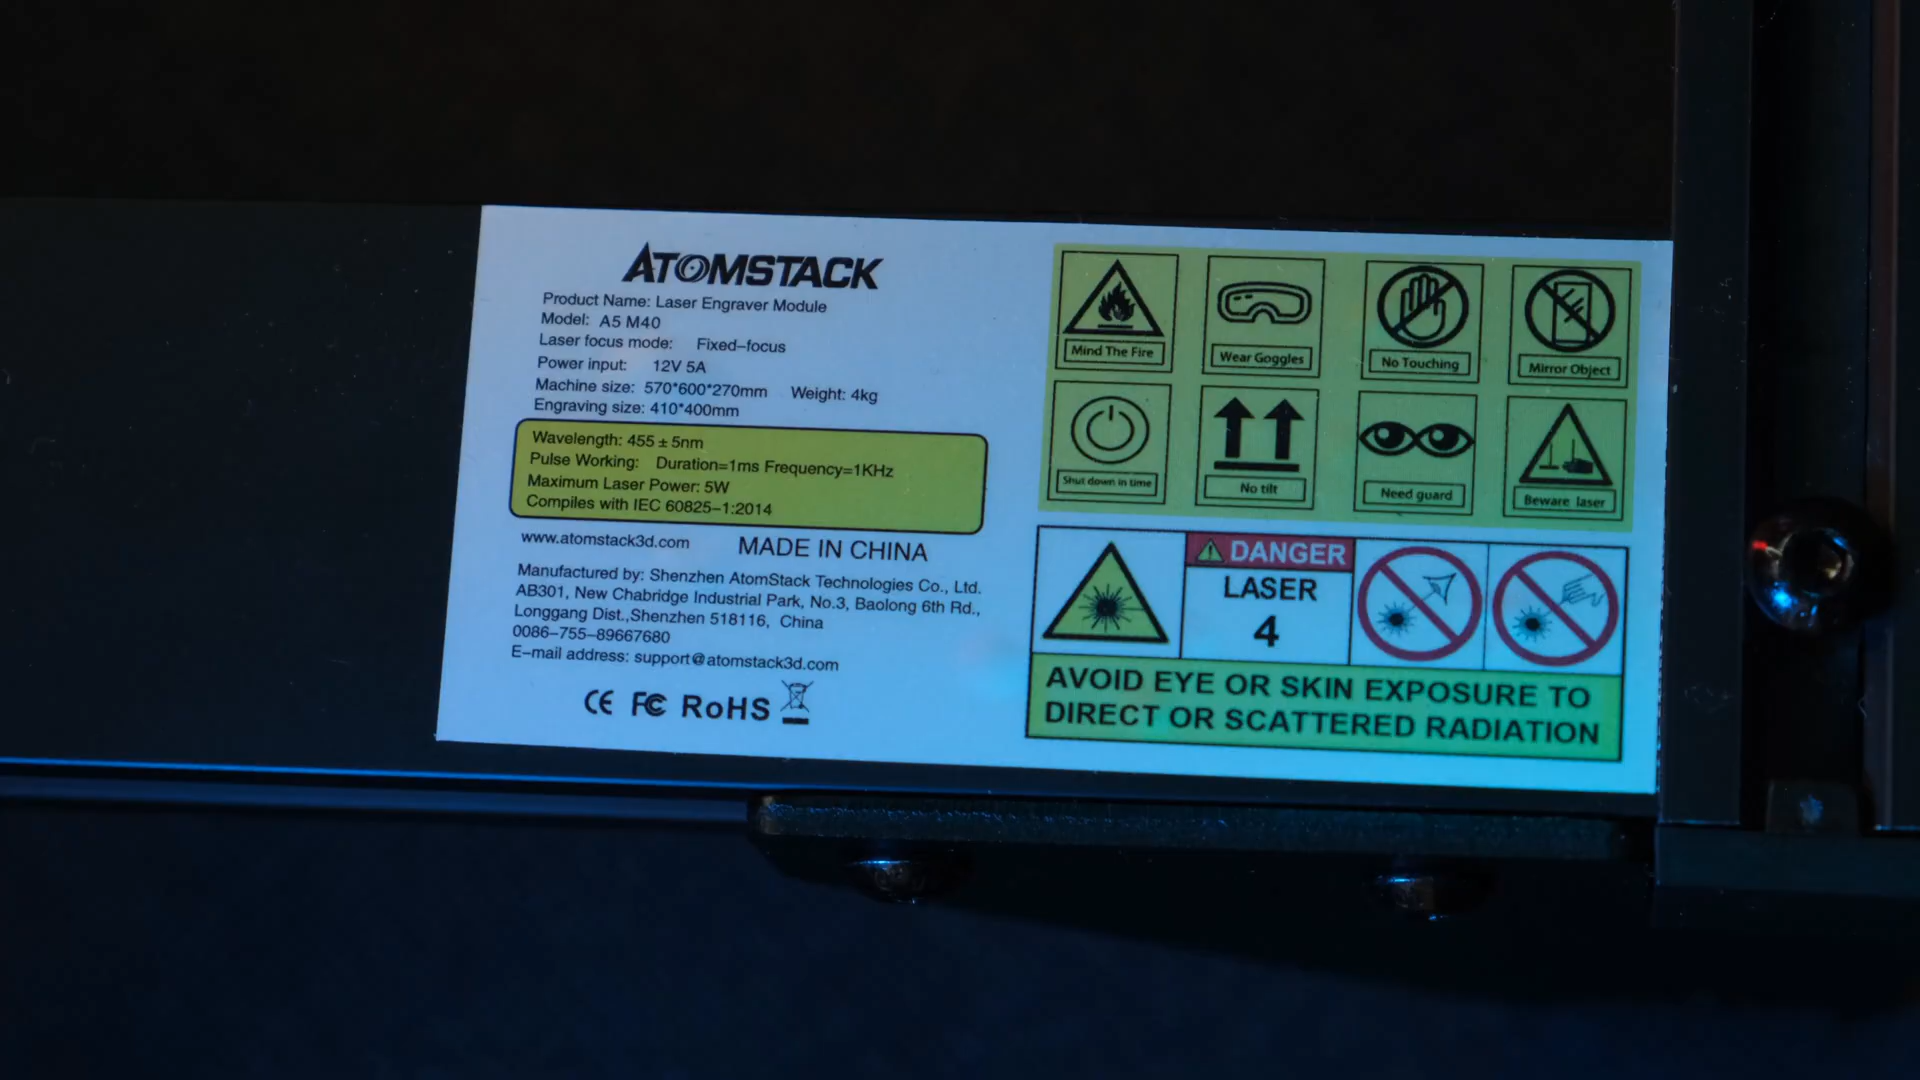 ATOMSTACK
Product Name: Laser Engraver Module
Model: A5 M40
Laser focus mode: Fixed–focus
Power input: 12V 5A
Machine size: 570*600*270mm Weight: 4kg
Engraving size: 410*400mm
Wavelength: 455 ± 5nm
Pulse Working: Duration=1ms Frequency=1KHz
Maximum Laser Power: 5W
Compiles with IEC 60825–1:2014
www.atomstack3d.com MADE IN CHINA
Manufactured by: Shenzhen AtomStack Technologies Co., Ltd.
AB301, New Chabridge Industrial Park, No.3, Baolong 6th Rd.,
Longgang Dist.,Shenzhen 518116, China
0086–755–89667680
E–mail address: support@atomstack3d.com
CE FC RoHS
Mind The Fire
Wear Goggles
No Touching
Mirror Object
Shut down in time
No tilt
Need guard
Beware laser
DANGER
LASER
4
AVOID EYE OR SKIN EXPOSURE TO
DIRECT OR SCATTERED RADIATION